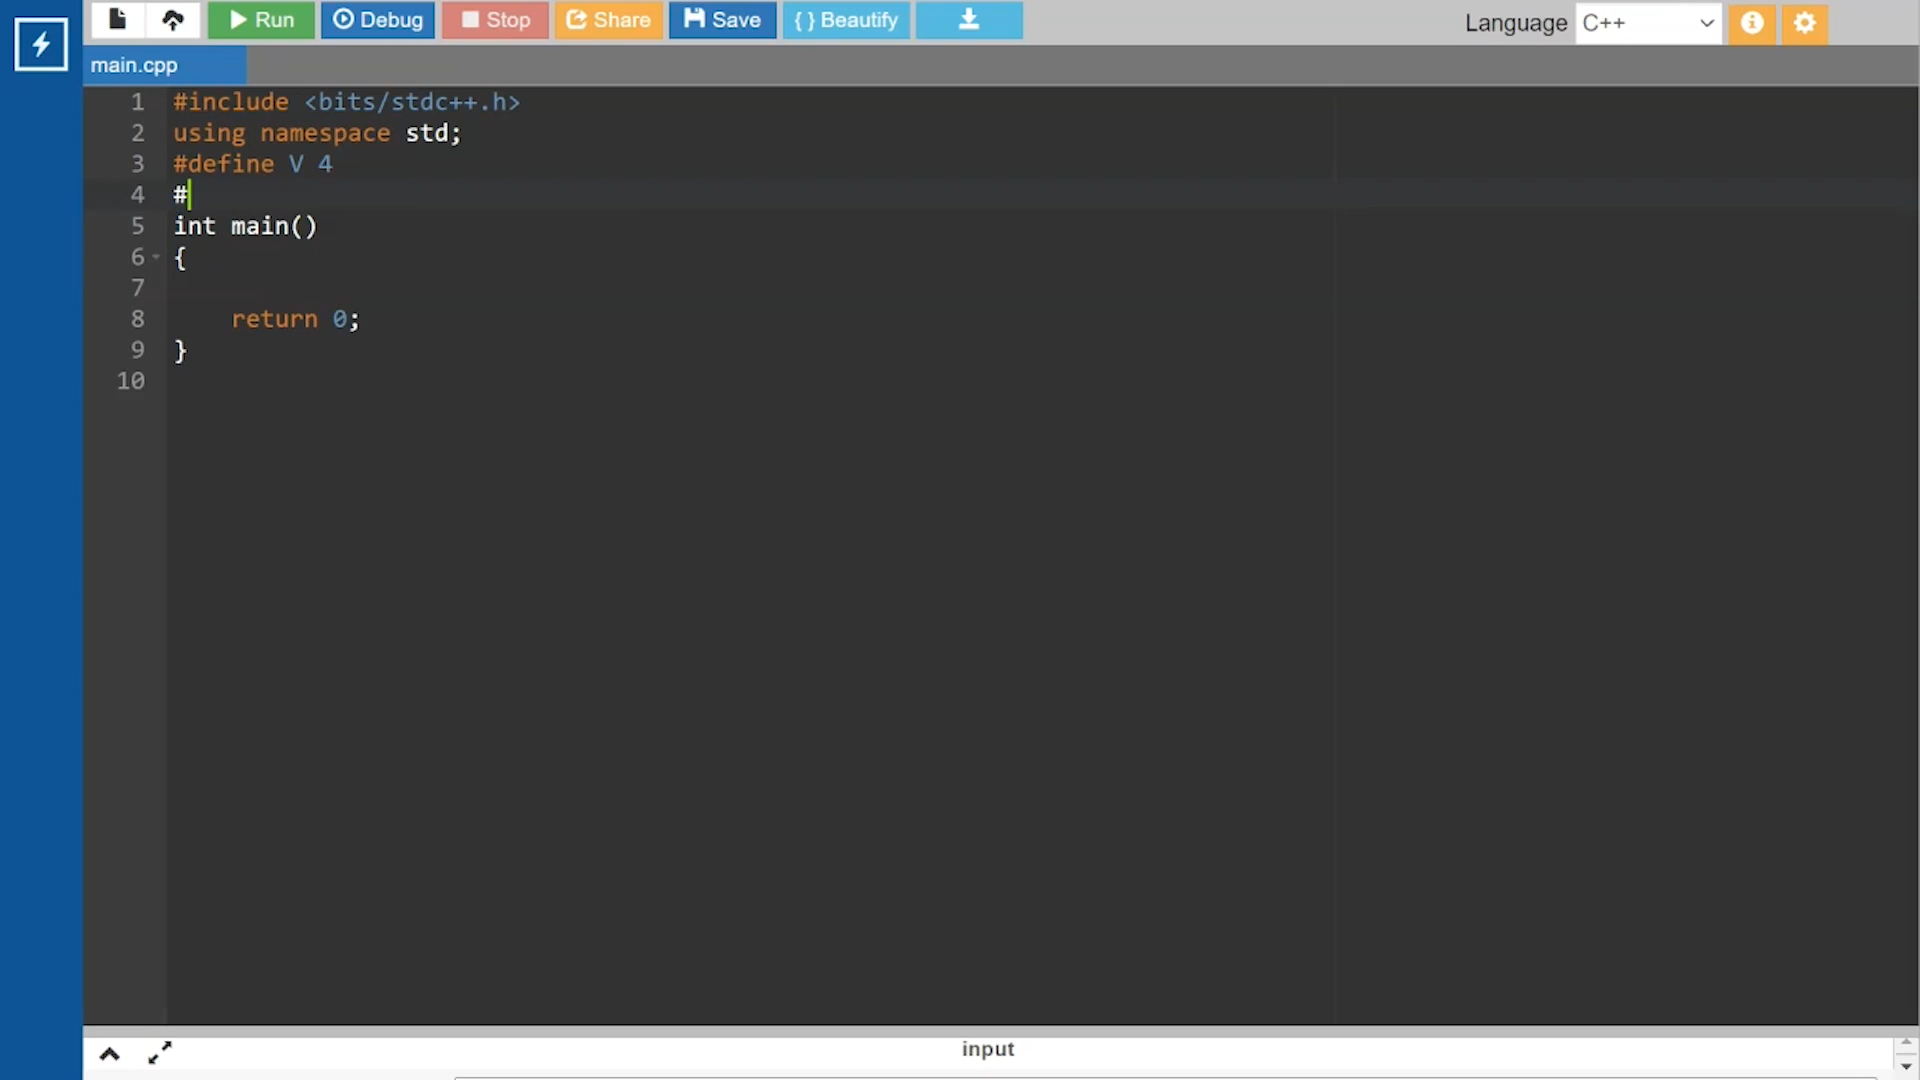 Run Debug Stop Share Save { } Beautify Language C++
main.cpp
1 #include <bits/stdc++.h>
2 using namespace std;
3 #define V 4
4 #
5 int main()
6 {
7
8 return 0;
9 }
10
input